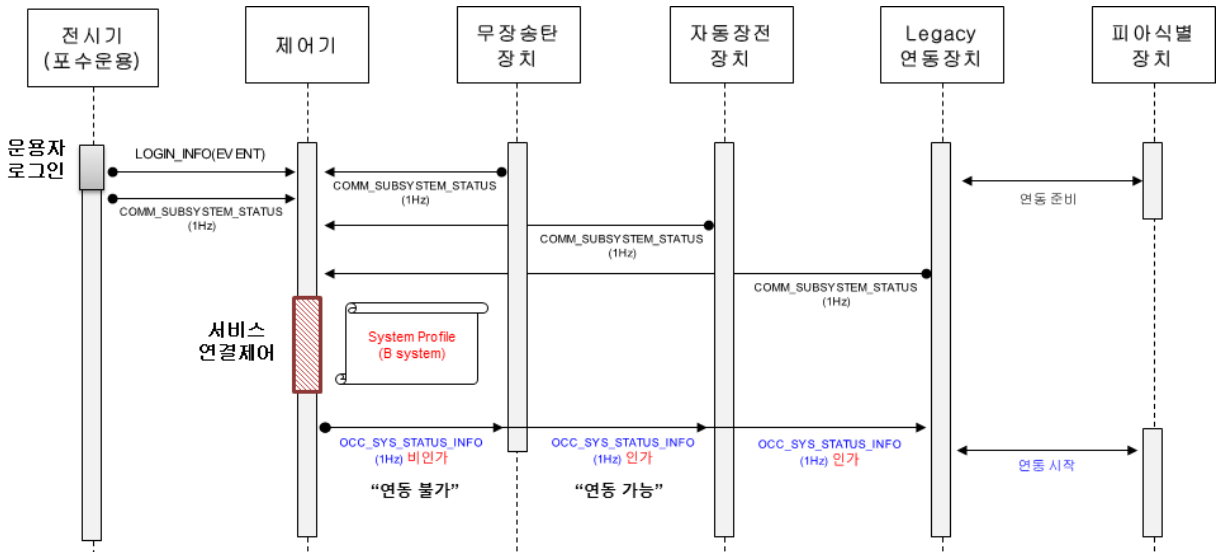 전시기
(포수운용)
제어기
무장송탄
장치
자동장전
장치
Legacy
연동장치
피아식별
장치
운용자
로그인
LOGIN_INFO(EVENT)
COMM_SUBSYSTEM_STATUS
(1Hz)
COMM_SUBSYSTEM_STATUS
(1Hz)
연동 준비
COMM_SUBSYSTEM_STATUS
(1Hz)
COMM_SUBSYSTEM_STATUS
(1Hz)
서비스
연결제어
System Profile
(B system)
OCC_SYS_STATUS_INFO
(1Hz) 비인가
OCC_SYS_STATUS_INFO
(1Hz) 인가
OCC_SYS_STATUS_INFO
(1Hz) 인가
연동 시작
“연동 불가”
“연동 가능”